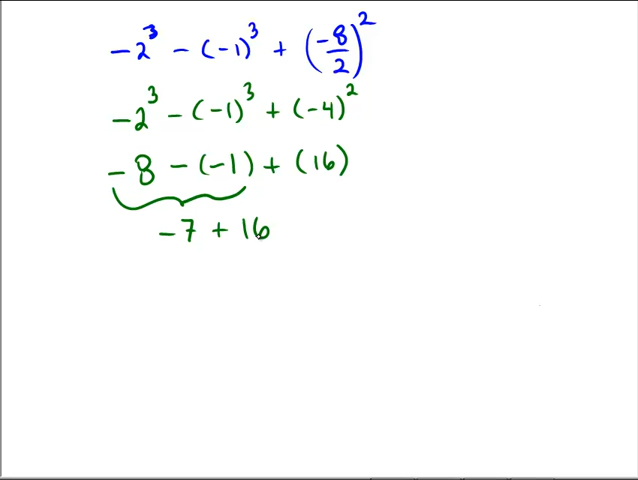 -2³ - (-1)³ + (-8/2)²
-2³ - (-1)³ + (-4)²
-8 - (-1) + (16)
-7 + 16